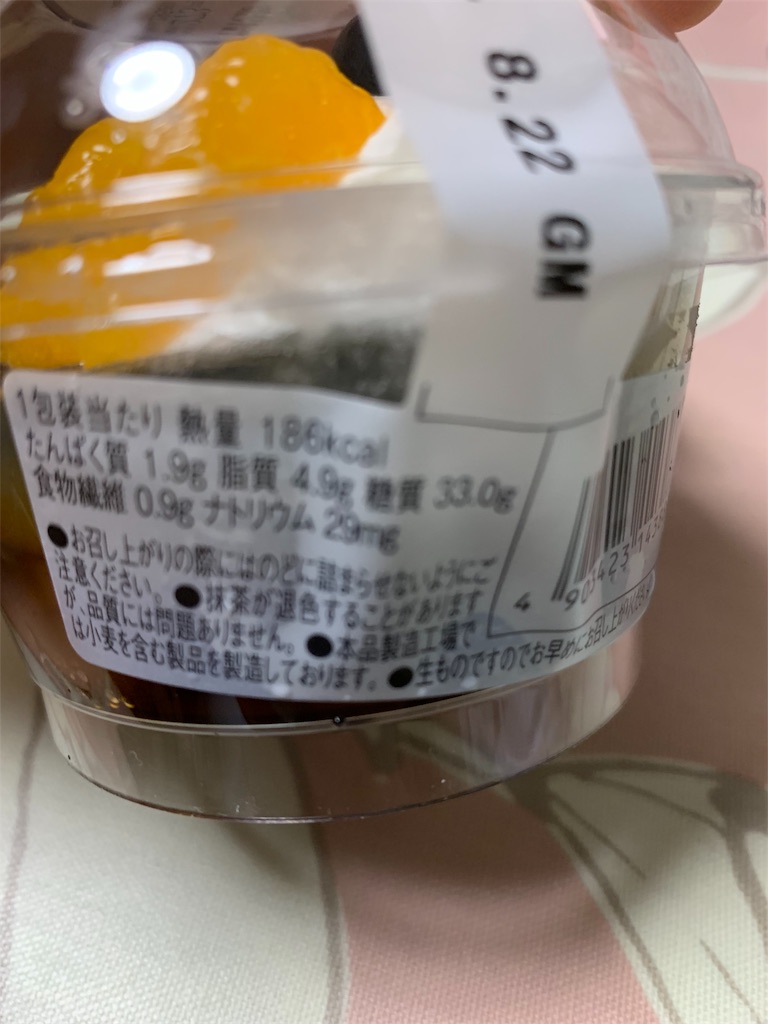 8.22 GM
1包装当たり 熱量 186kcal
たんぱく質 1.9g 脂質 4.9g 糖質 33.0g
食物繊維 0.9g ナトリウム 29mg
●お召し上がりの際にはのどに詰まらせないようにご
注意ください。 ●抹茶が退色することがあります
が、品質には問題ありません。 ●本品製造工場で
は小麦を含む製品を製造しております。 ●生ものですのでお早めにお召し上がりください。
4 903423 143